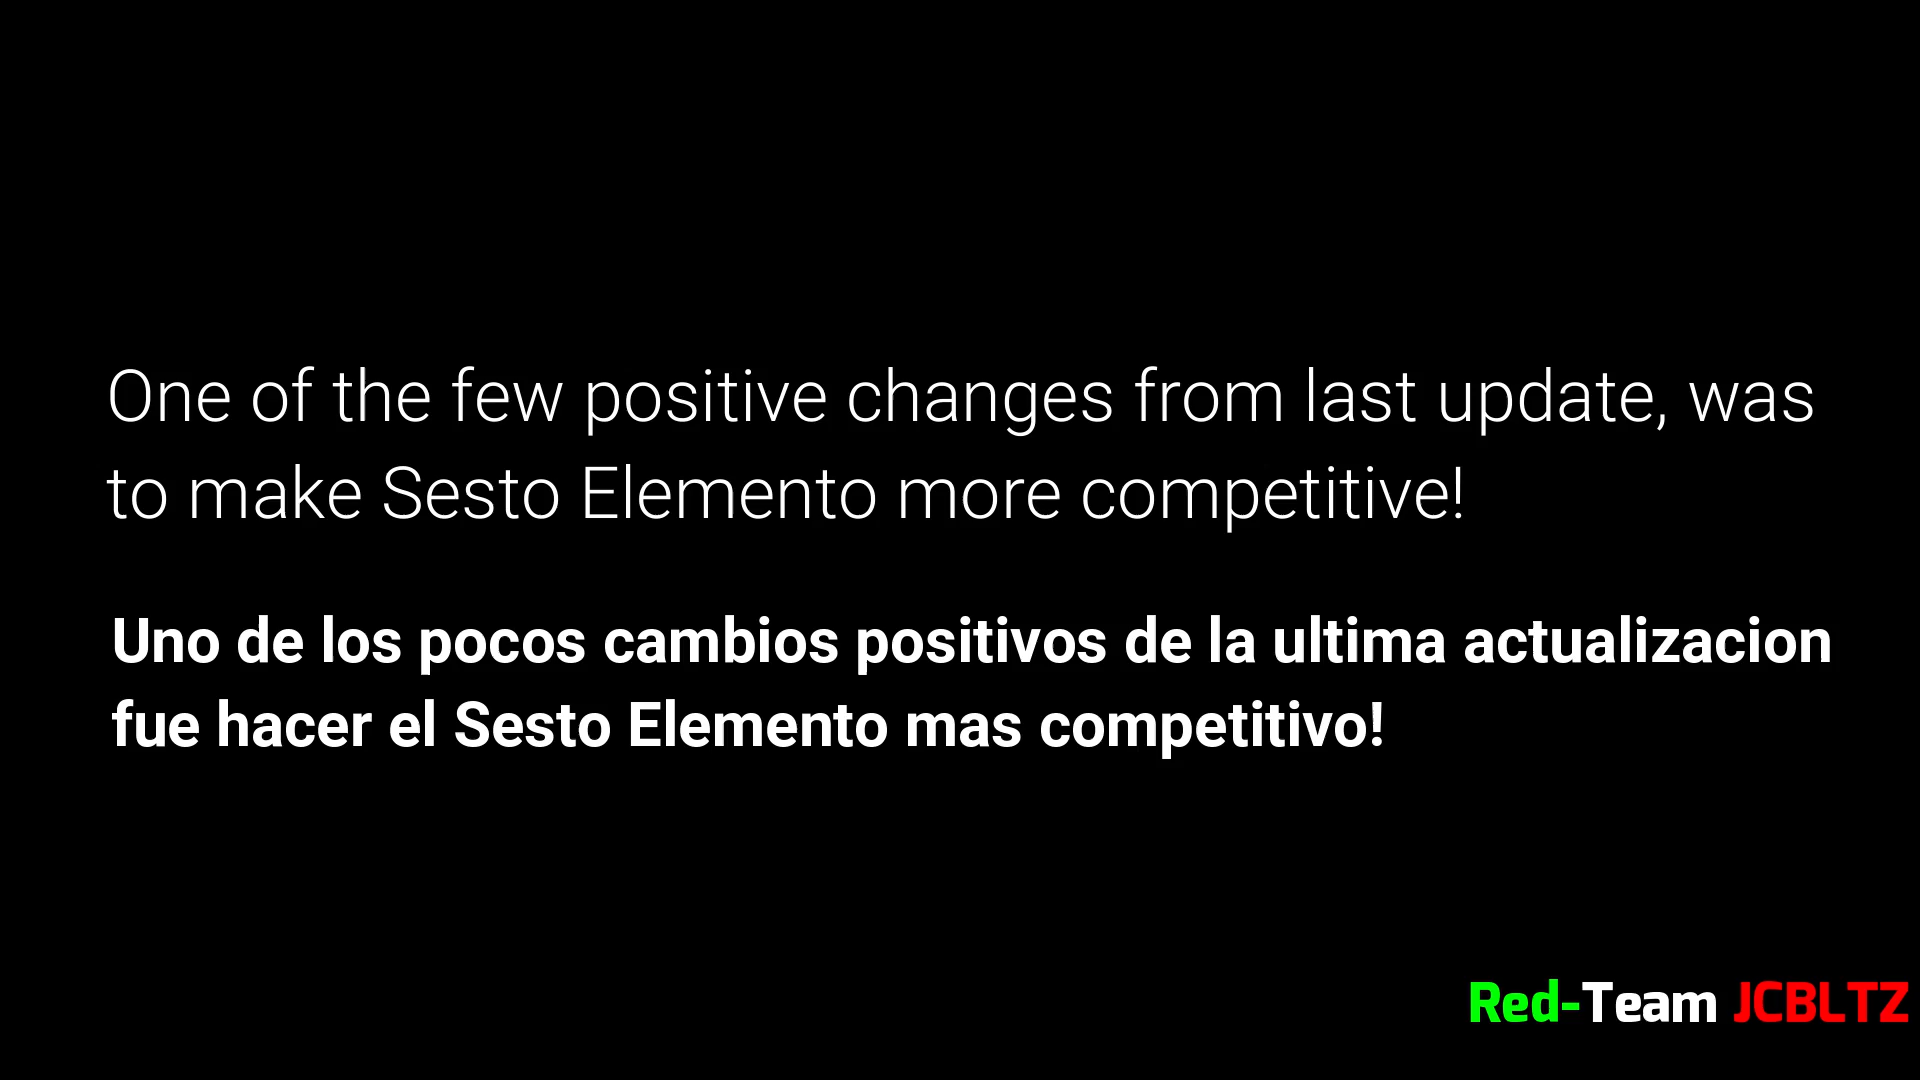 One of the few positive changes from last update, was
to make Sesto Elemento more competitive!
Uno de los pocos cambios positivos de la ultima actualizacion
fue hacer el Sesto Elemento mas competitivo!
Red-Team JCBLTZ